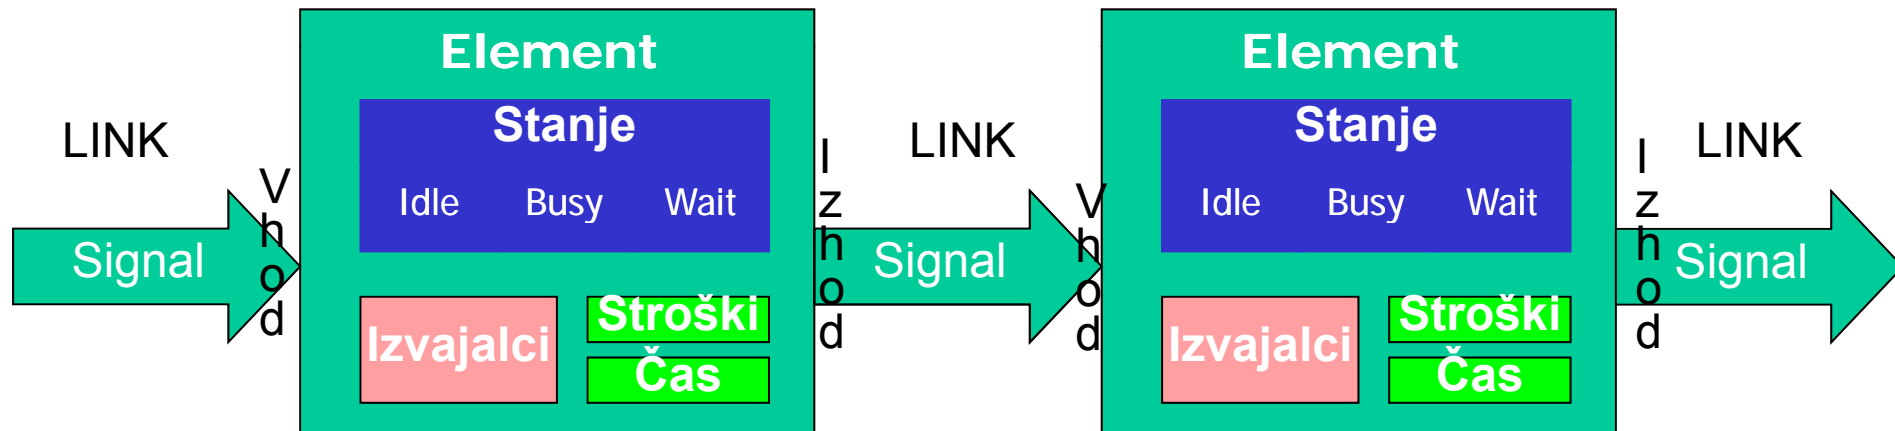 LINK
Signal
Vhod
Element
Stanje
Idle Busy Wait
Izvajalci
Stroški
Čas
Izhod
LINK
Signal
Vhod
Element
Stanje
Idle Busy Wait
Izvajalci
Stroški
Čas
Izhod
LINK
Signal